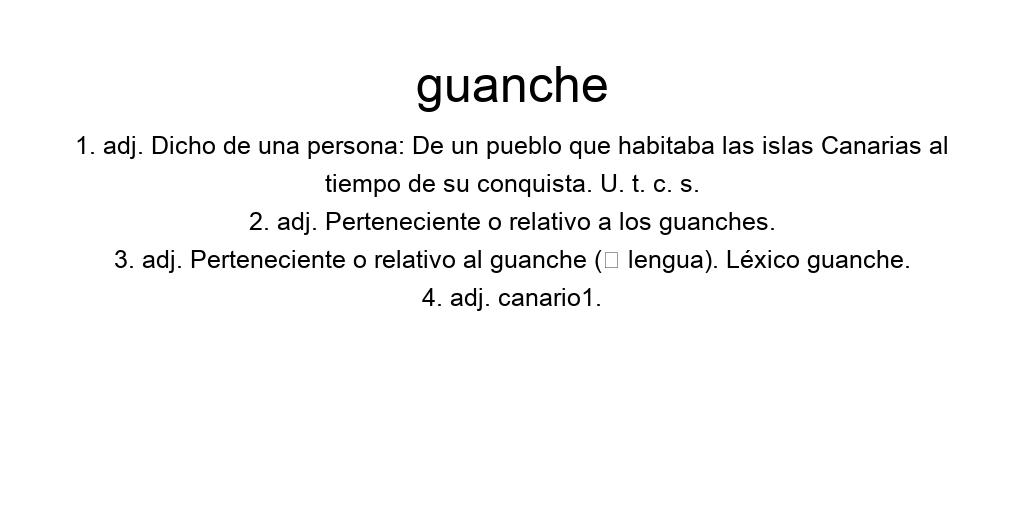 guanche
1. adj. Dicho de una persona: De un pueblo que habitaba las islas Canarias al
tiempo de su conquista. U. t. c. s.
2. adj. Perteneciente o relativo a los guanches.
3. adj. Perteneciente o relativo al guanche (□ lengua). Léxico guanche.
4. adj. canario1.